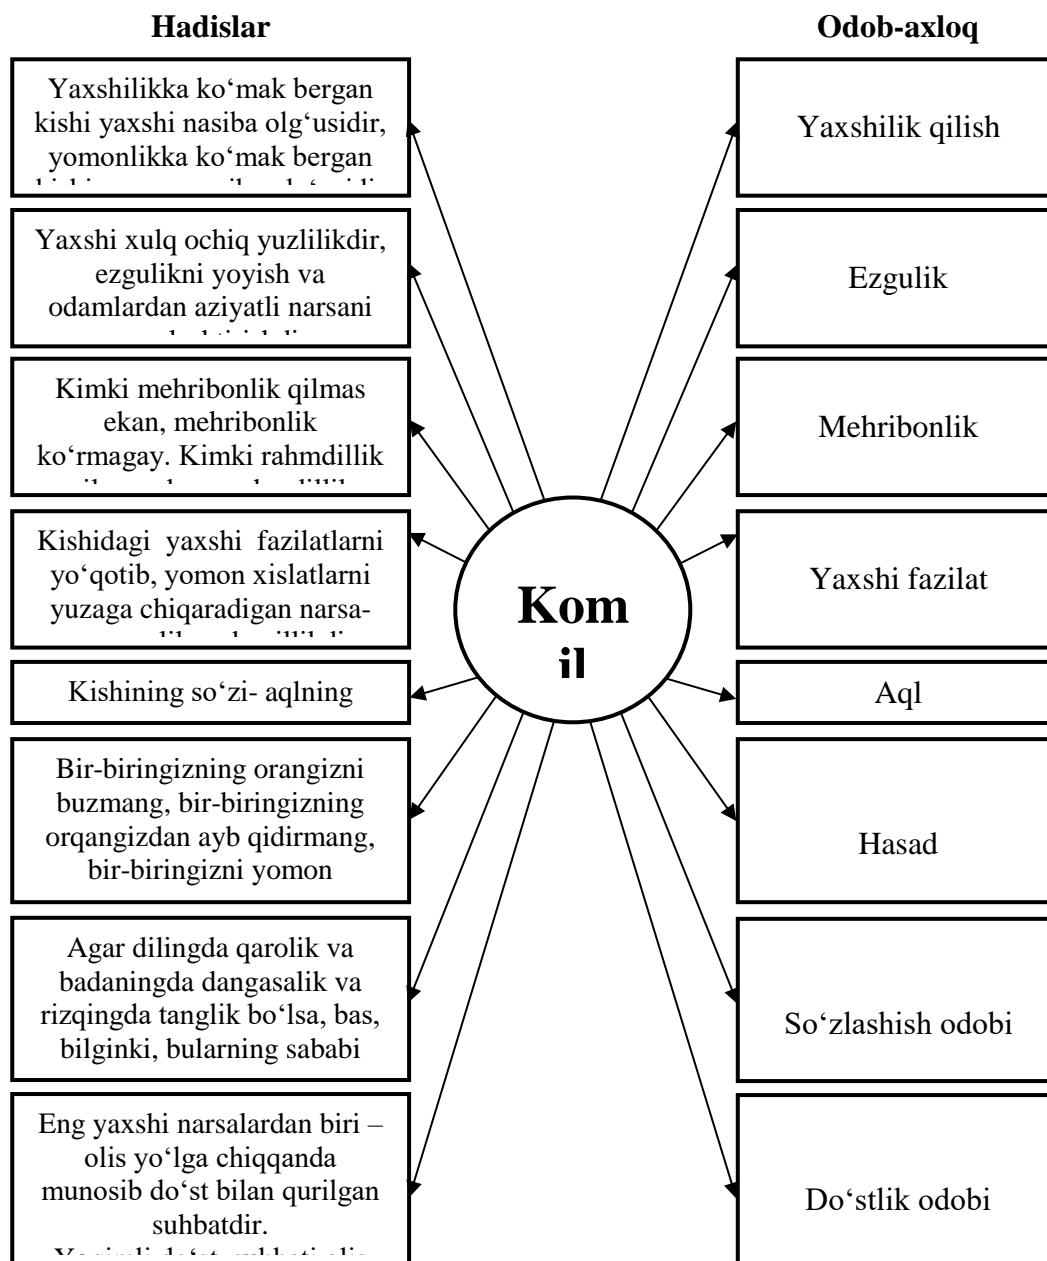 Hadislar
Yaxshilikka ko‘mak bergan
kishi yaxshi nasiba olg‘usidir,
yomonlikka ko‘mak bergan
Yaxshi xulq ochiq yuzlilikdir,
ezgulikni yoyish va
odamlardan aziyatli narsani
Kimki mehribonlik qilmas
ekan, mehribonlik
ko‘rmagay. Kimki rahmdillik
Kishidagi yaxshi fazilatlarni
yo‘qotib, yomon xislatlarni
yuzaga chiqaradigan narsa-
Kishining so‘zi- aqlning
Bir-biringizning orangizni
buzmang, bir-biringizning
orqangizdan ayb qidirmang,
bir-biringizni yomon
Agar dilingda qarolik va
badaningda dangasalik va
rizqingda tanglik bo‘lsa, bas,
bilginki, bularning sababi
Eng yaxshi narsalardan biri –
olis yo‘lga chiqqanda
munosib do‘st bilan qurilgan
suhbatdir.
Kom
il
Odob-axloq
Yaxshilik qilish
Ezgulik
Mehribonlik
Yaxshi fazilat
Aql
Hasad
So‘zlashish odobi
Do‘stlik odobi